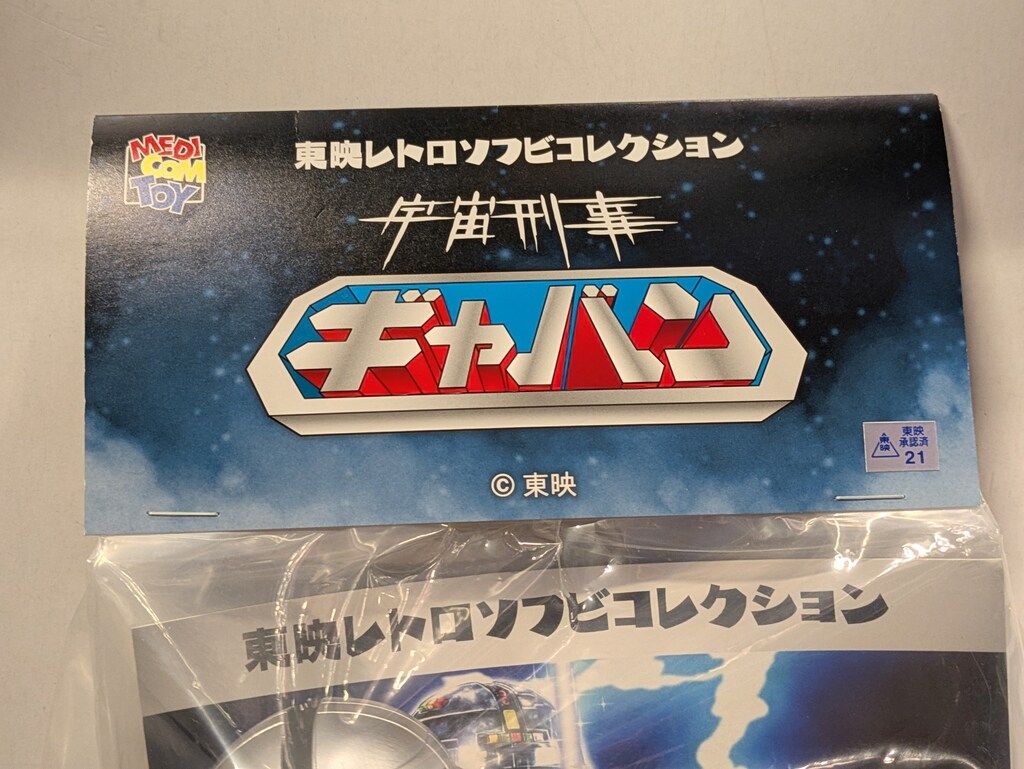 MEDI
COM
TOY
東映レトロソフビコレクション
宇宙刑事
ギャバン
東映
東映
承認済
21
© 東映
東映レトロソフビコレクション